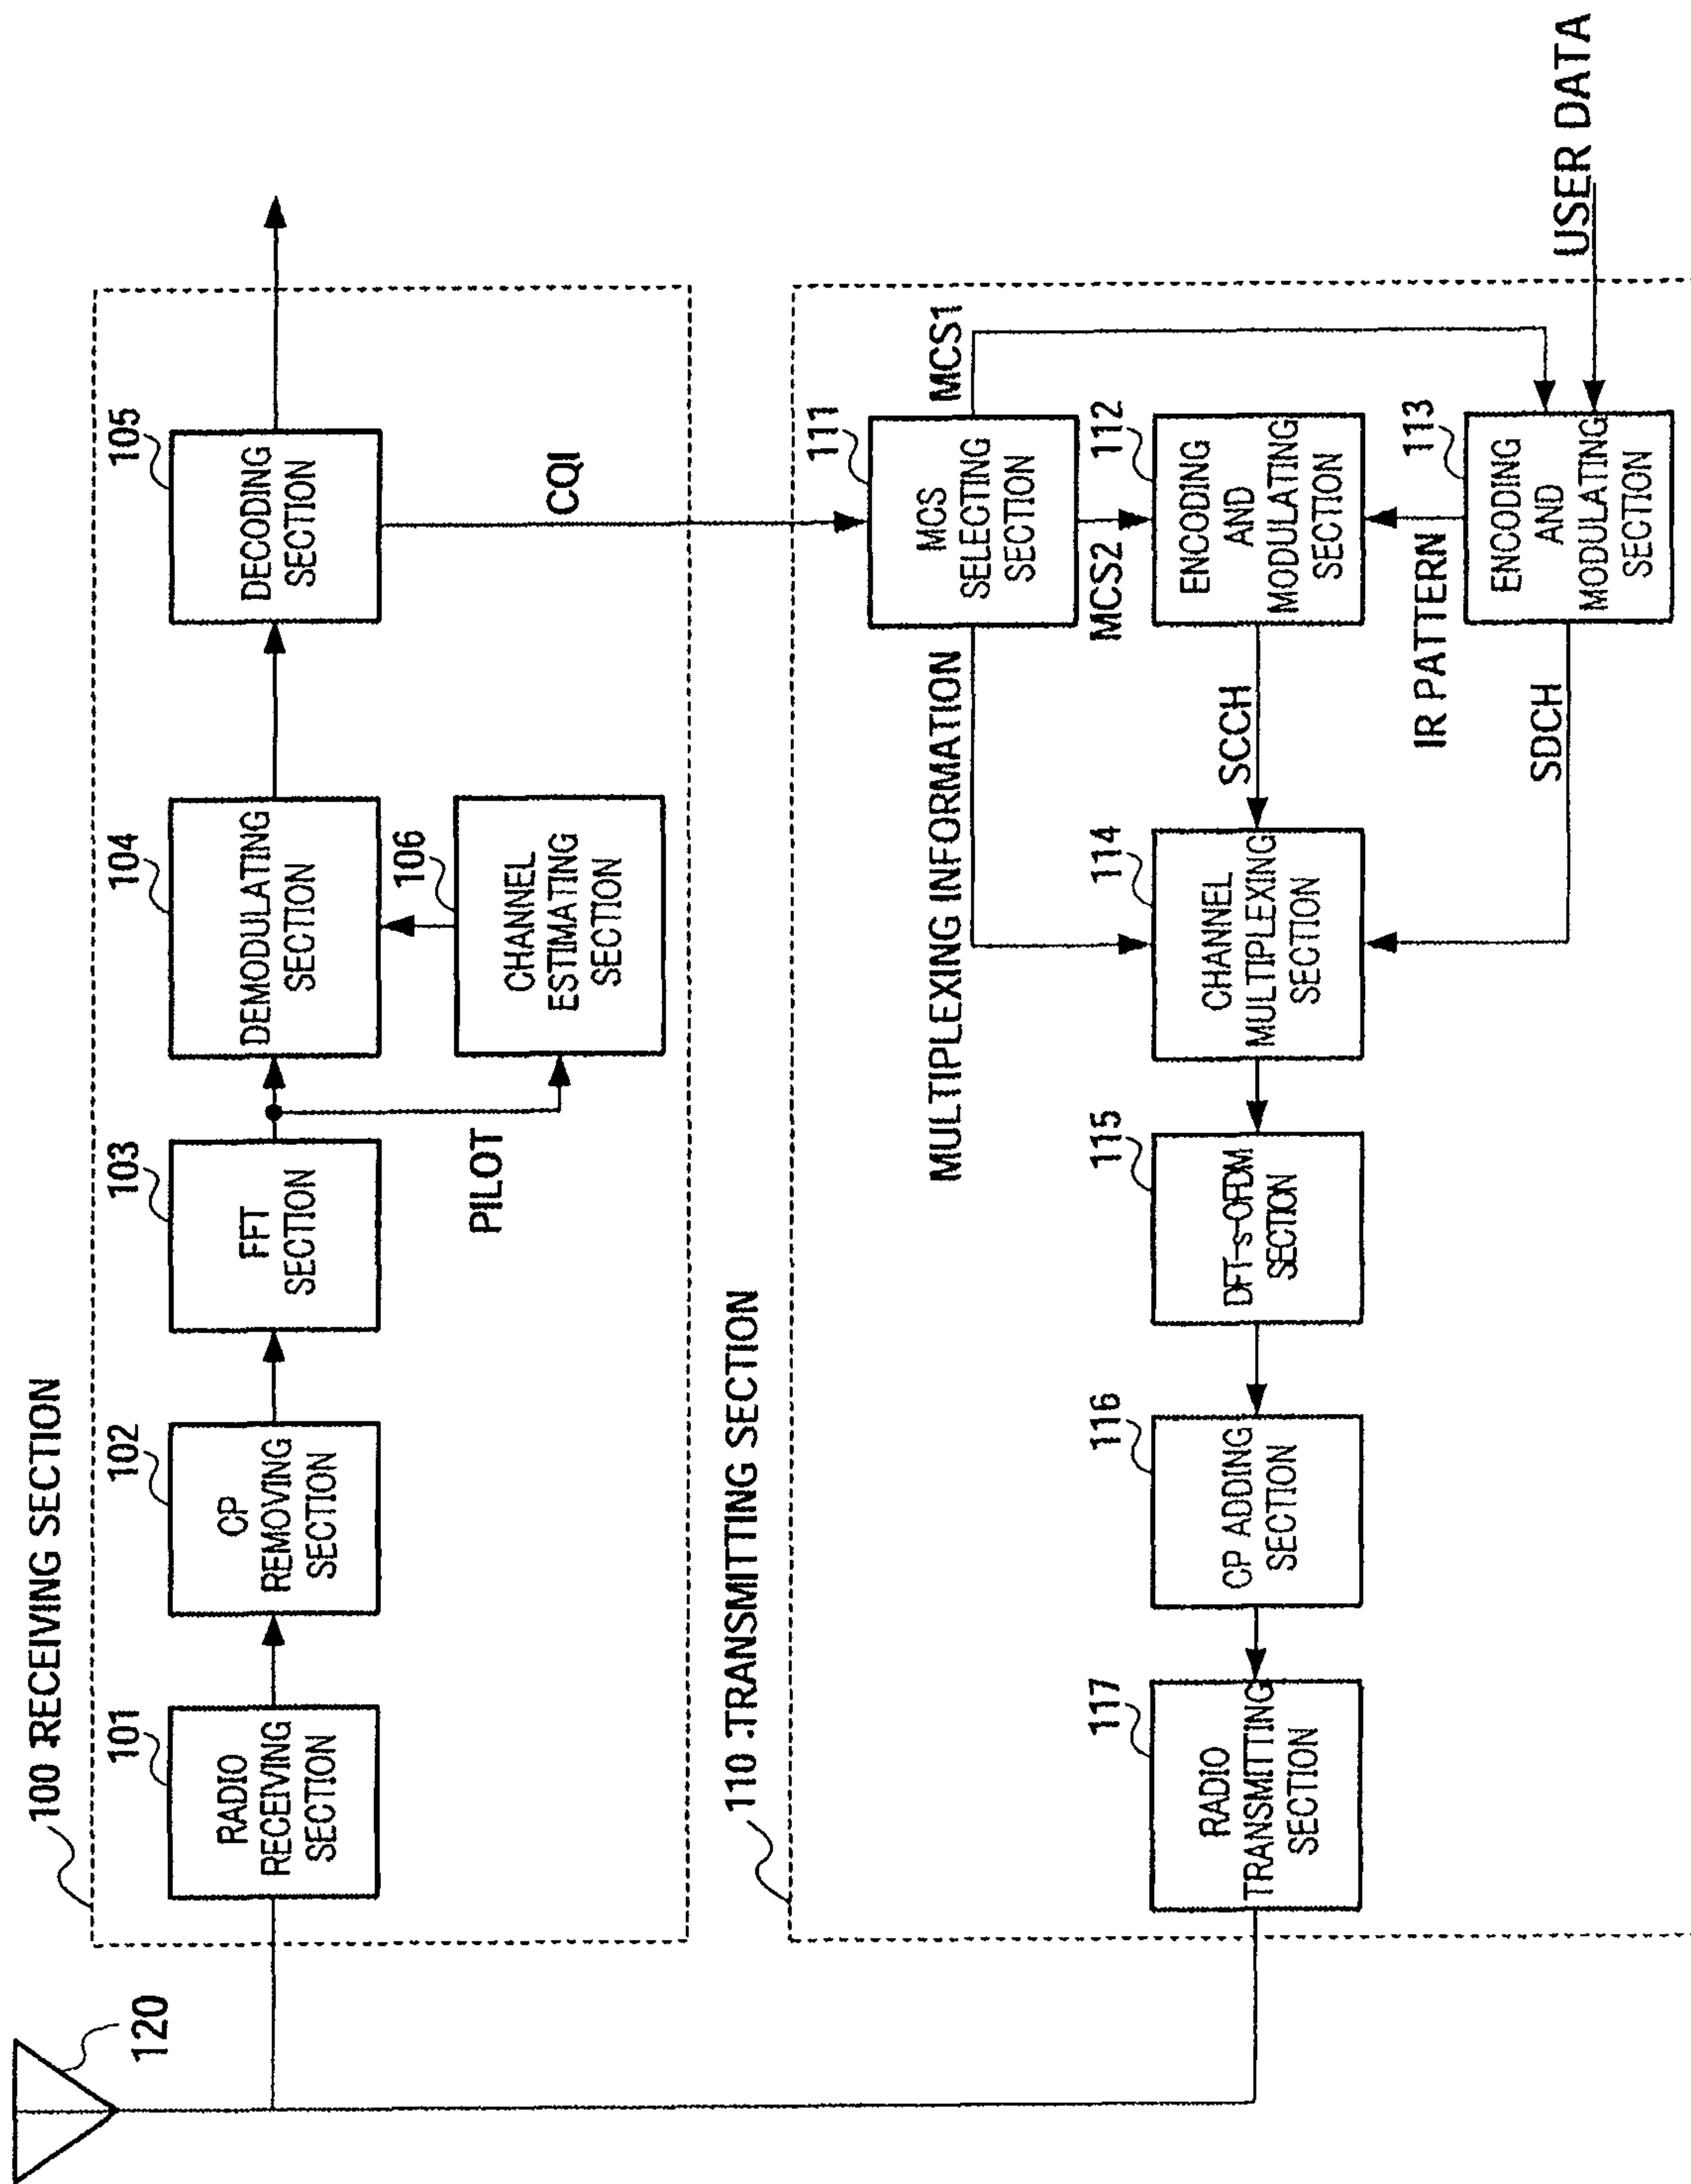 100 :RECEIVING SECTION
101
RADIO
RECEIVING
SECTION
102
CP
REMOVING
SECTION
103
FFT
SECTION
PILOT
104
DEMODULATING
SECTION
106
CHANNEL
ESTIMATING
SECTION
105
DECODING
SECTION
CQI
120
110 :TRANSMITTING SECTION
111
MCS
SELECTING
SECTION
MCS1
MULTIPLEXING INFORMATION
MCS2
112
ENCODING
AND
MODULATING
SECTION
SCCH
IR PATTERN
113
ENCODING
AND
MODULATING
SECTION
SDCH
USER DATA
114
CHANNEL
MULTIPLEXING
SECTION
115
DFT-s-OFDM
SECTION
116
CP ADDING
SECTION
117
RADIO
TRANSMITTING
SECTION